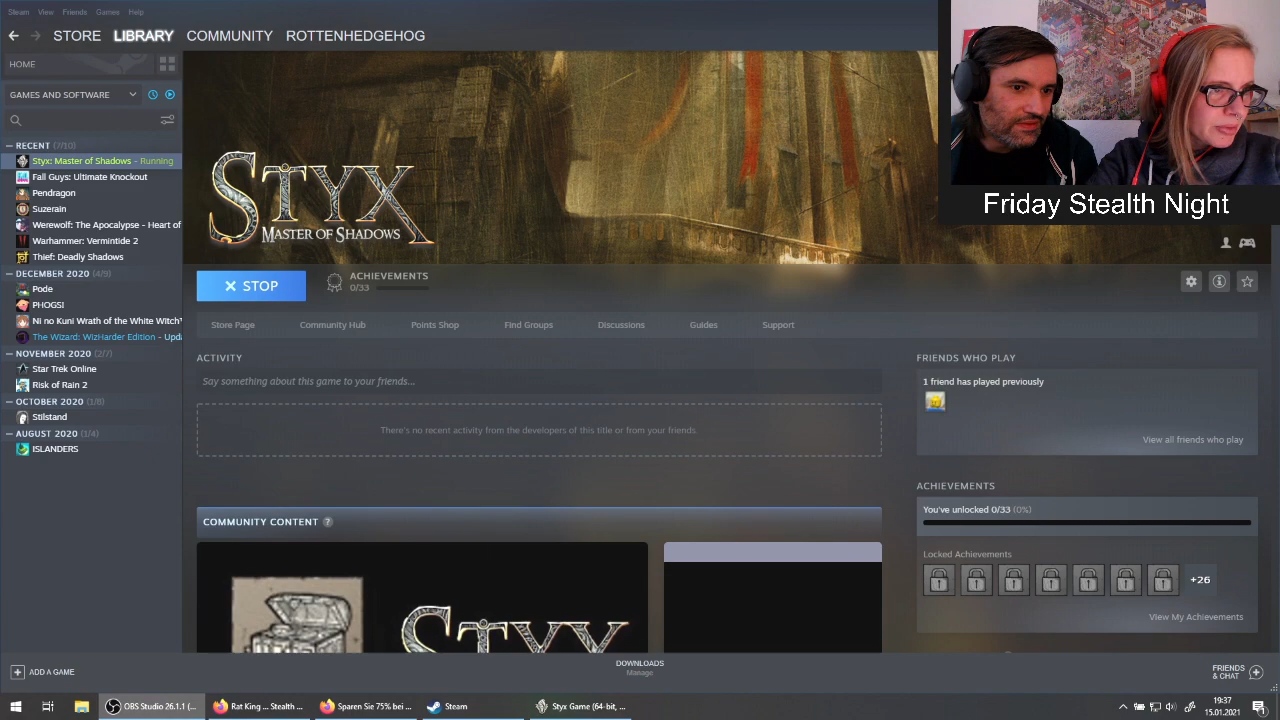 Steam View Friends Games Help
STORE LIBRARY COMMUNITY ROTTENHEDGEHOG
HOME
GAMES AND SOFTWARE
RECENT (7/10)
Styx: Master of Shadows - Running
Fall Guys: Ultimate Knockout
Pendragon
Suzerain
Werewolf: The Apocalypse - Heart of
Warhammer: Vermintide 2
Thief: Deadly Shadows
DECEMBER 2020 (4/9)
Pode
PHOGS!
Ni no Kuni Wrath of the White Witch
The Wizard: WizHarder Edition - Upda
NOVEMBER 2020 (2/7)
Star Trek Online
Risk of Rain 2
OCTOBER 2020 (1/8)
Stilstand
AUGUST 2020 (1/4)
ISLANDERS
STYX
MASTER OF SHADOWS
Friday Stealth Night
STOP
ACHIEVEMENTS
0/33
Store Page Community Hub Points Shop Find Groups Discussions Guides Support
ACTIVITY
Say something about this game to your friends...
There's no recent activity from the developers of this title or from your friends.
COMMUNITY CONTENT ?
STYX
FRIENDS WHO PLAY
1 friend has played previously
View all friends who play
ACHIEVEMENTS
You've unlocked 0/33 (0%)
Locked Achievements
+26
View My Achievements
ADD A GAME
DOWNLOADS
Manage
FRIENDS
& CHAT
OBS Studio 26.1.1 (...
Rat King ... Stealth ...
Sparen Sie 75% bei ...
Steam
Styx Game (64-bit, ...
19:37
15.01.2021
1